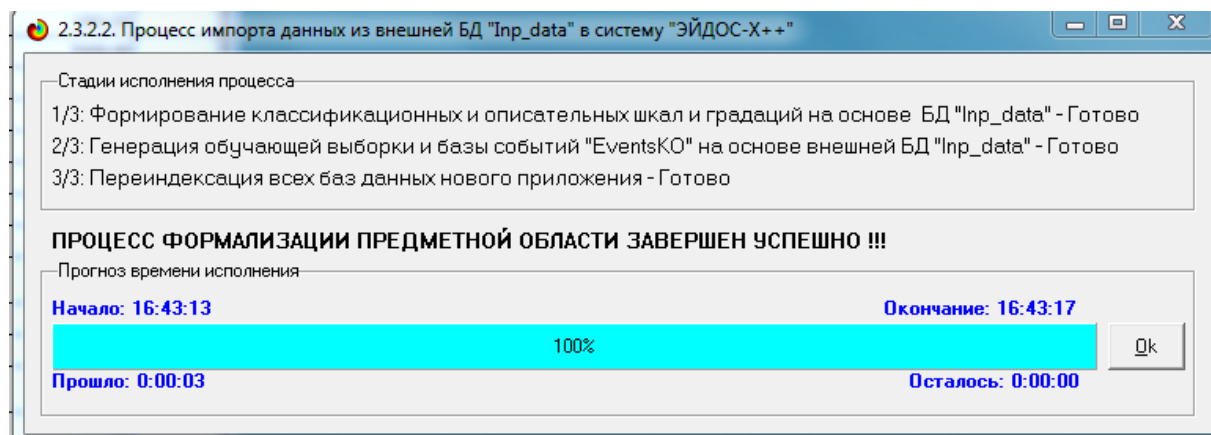 2.3.2.2. Процесс импорта данных из внешней БД "Inp_data" в систему "ЭЙДОС-X++"
Стадии исполнения процесса
1/3: Формирование классификационных и описательных шкал и градаций на основе БД "Inp_data" - Готово
2/3: Генерация обучающей выборки и базы событий "EventsKO" на основе внешней БД "Inp_data" - Готово
3/3: Переиндексация всех баз данных нового приложения - Готово
ПРОЦЕСС ФОРМАЛИЗАЦИИ ПРЕДМЕТНОЙ ОБЛАСТИ ЗАВЕРШЕН УСПЕШНО !!!
Прогноз времени исполнения
Начало: 16:43:13 Окончание: 16:43:17
100% Ok
Прошло: 0:00:03 Осталось: 0:00:00